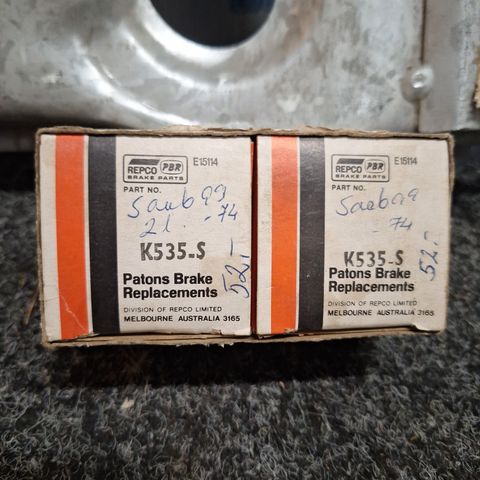 REPCO PBR E15114
BRAKE PARTS
PART NO.
Saab 99
2l. -74
K535-S
52,-
Patons Brake
Replacements
DIVISION OF REPCO LIMITED
MELBOURNE AUSTRALIA 3165
REPCO PBR E15114
BRAKE PARTS
PART NO.
Saab 99
-74
K535-S
52,-
Patons Brake
Replacements
DIVISION OF REPCO LIMITED
MELBOURNE AUSTRALIA 3165